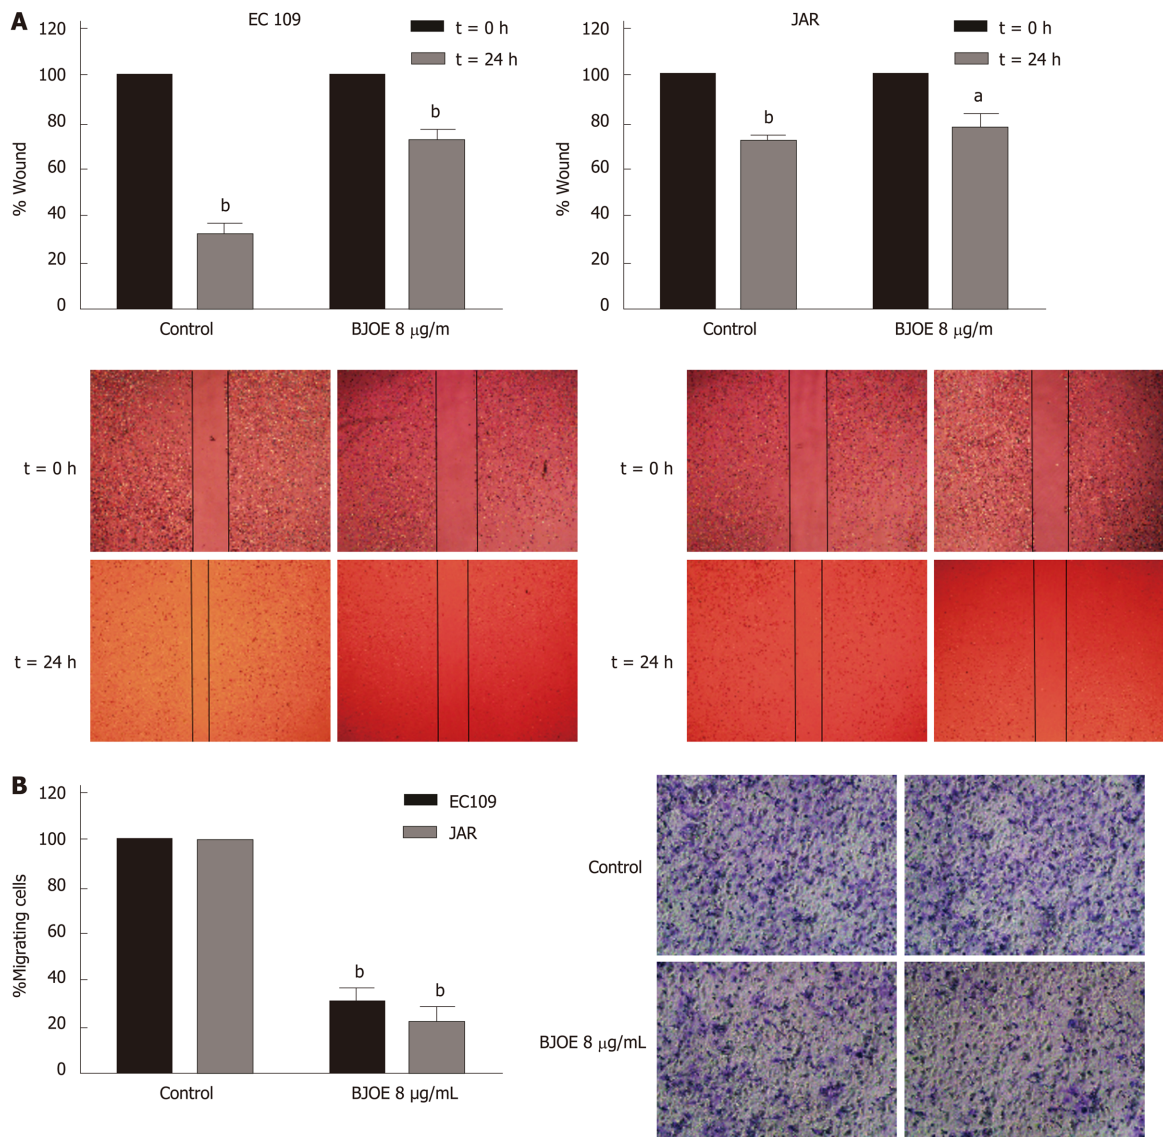 A
EC 109
t = 0 h
t = 24 h
% Wound
120
100
80
60
40
20
0
b
b
Control
BJOE 8 μg/m
JAR
t = 0 h
t = 24 h
% Wound
120
100
80
60
40
20
0
b
a
Control
BJOE 8 μg/m
t = 0 h
t = 24 h
t = 0 h
t = 24 h
B
EC109
JAR
%Migrating cells
120
100
80
60
40
20
0
b
b
Control
BJOE 8 μg/mL
Control
BJOE 8 μg/mL